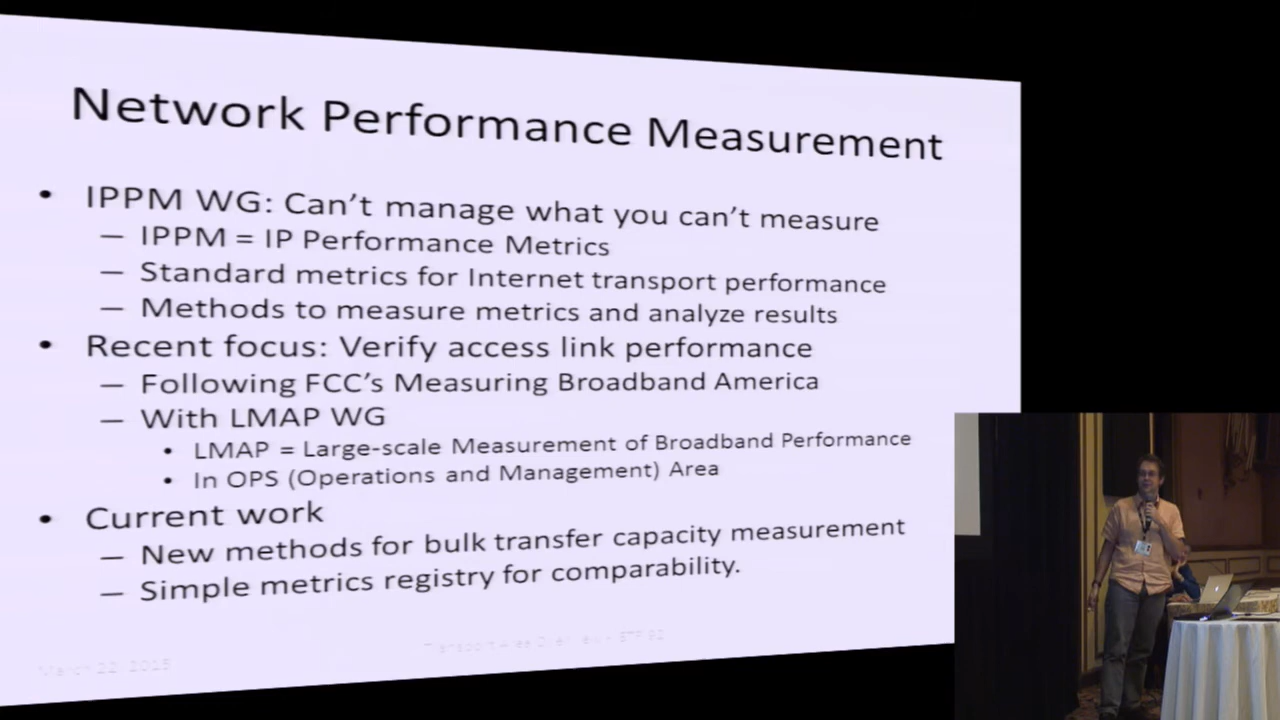 Network Performance Measurement
• IPPM WG: Can't manage what you can't measure
– IPPM = IP Performance Metrics
– Standard metrics for Internet transport performance
– Methods to measure metrics and analyze results
• Recent focus: Verify access link performance
– Following FCC's Measuring Broadband America
– With LMAP WG
• LMAP = Large-scale Measurement of Broadband Performance
• In OPS (Operations and Management) Area
• Current work
– New methods for bulk transfer capacity measurement
– Simple metrics registry for comparability.
March 22, 2015